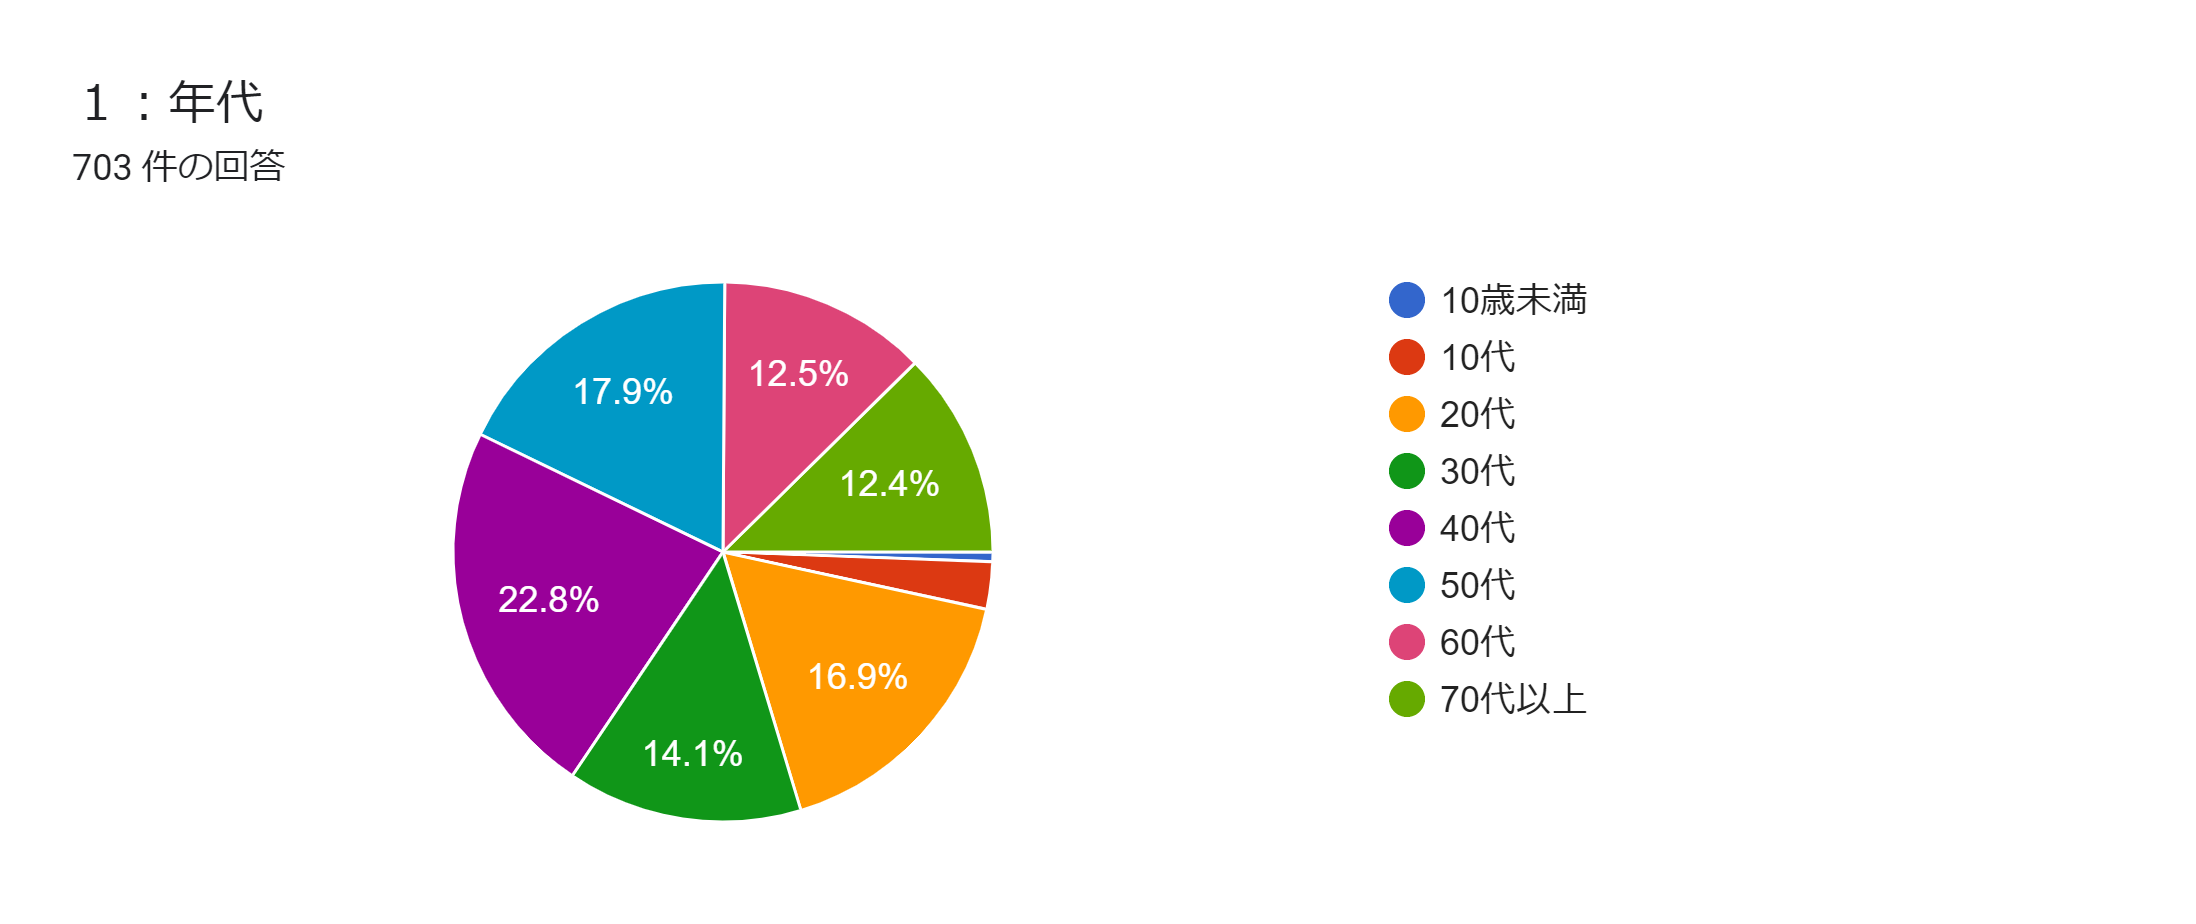 １：年代
703 件の回答
10歳未満
10代
20代
30代
40代
50代
60代
70代以上
12.5%
12.4%
17.9%
22.8%
16.9%
14.1%